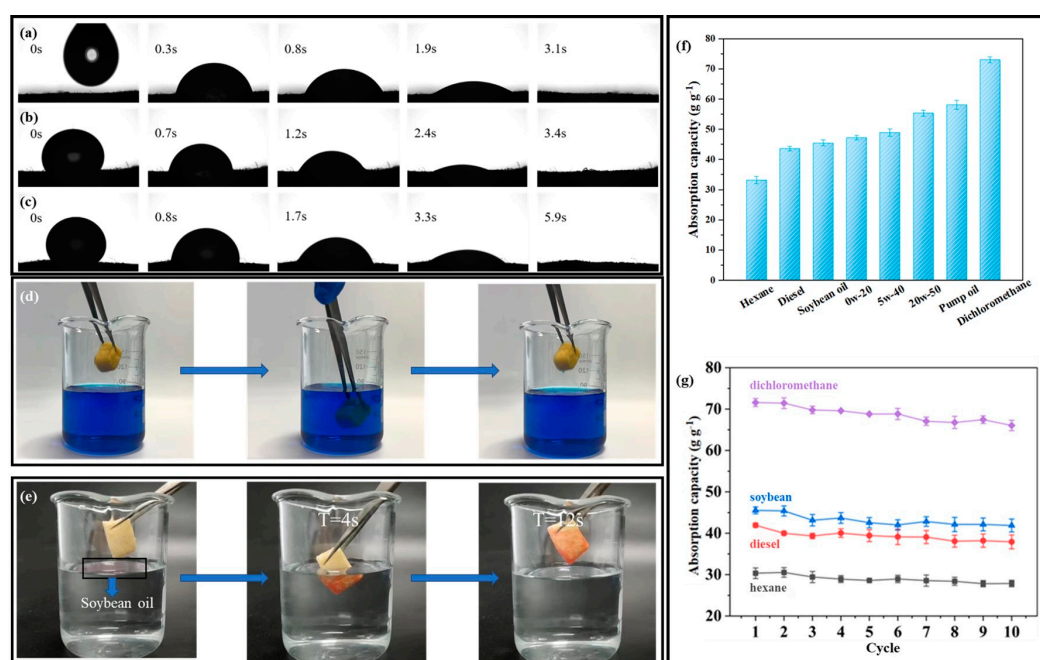 (a)
0s
0.3s
0.8s
1.9s
3.1s
(b)
0s
0.7s
1.2s
2.4s
3.4s
(c)
0s
0.8s
1.7s
3.3s
5.9s
(d)
(e)
Soybean oil
T=4s
T=12s
(f)
Absorption capacity (g g⁻¹)
80
70
60
50
40
30
20
10
0
Hexane
Diesel
Soybean oil
0w-20
5w-40
20w-50
Pump oil
Dichloromethane
(g)
Absorption capacity (g g⁻¹)
80
70
60
50
40
30
20
dichloromethane
soybean
diesel
hexane
1 2 3 4 5 6 7 8 9 10
Cycle